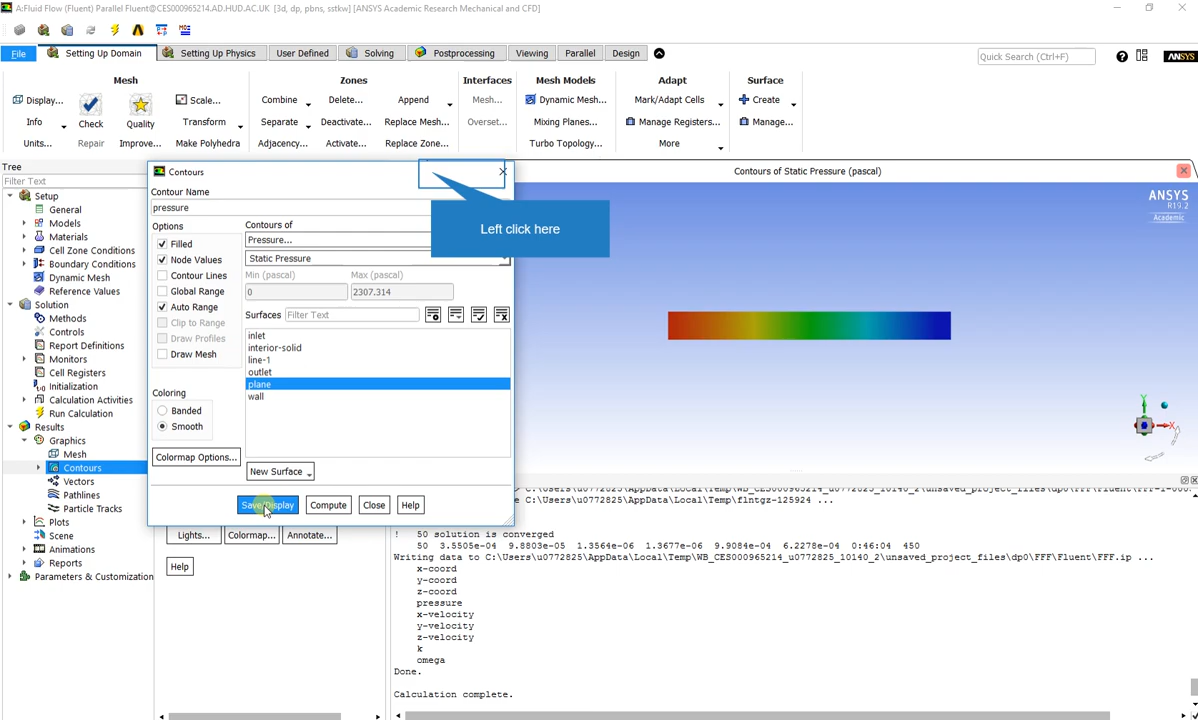 A:Fluid Flow (Fluent) Parallel Fluent@CES000965214.AD.HUD.AC.UK [3d, dp, pbns, sstkw] [ANSYS Academic Research Mechanical and CFD]
File Setting Up Domain Setting Up Physics User Defined Solving Postprocessing Viewing Parallel Design Quick Search (Ctrl+F) ANSYS
Mesh Zones Interfaces Mesh Models Adapt Surface
Display... Scale... Combine Delete... Append Mesh... Dynamic Mesh... Mark/Adapt Cells Create
Info Check Quality Transform Separate Deactivate... Replace Mesh... Overset... Mixing Planes... Manage Registers... Manage...
Units... Repair Improve... Make Polyhedra Adjacency... Activate... Replace Zone... Turbo Topology... More
Tree
Filter Text
Setup
General
Models
Materials
Cell Zone Conditions
Boundary Conditions
Dynamic Mesh
Reference Values
Solution
Methods
Controls
Report Definitions
Monitors
Cell Registers
Initialization
Calculation Activities
Run Calculation
Results
Graphics
Mesh
Contours
Vectors
Pathlines
Particle Tracks
Plots
Scene
Animations
Reports
Parameters & Customization
Contours
Contour Name
pressure
Options
Filled
Node Values
Contour Lines
Global Range
Auto Range
Clip to Range
Draw Profiles
Draw Mesh
Coloring
Banded
Smooth
Colormap Options...
Contours of
Pressure...
Static Pressure
Min (pascal) Max (pascal)
0 2307.314
Surfaces Filter Text
inlet
interior-solid
line-1
outlet
plane
wall
New Surface
Save/Display Close Compute Help
Left click here
Lights... Colormap... Annotate...
Help
Contours of Static Pressure (pascal)
ANSYS
R19.2
Academic
Y
X
! 50 solution is converged
50 3.5505e-04 9.8803e-05 1.3564e-06 1.3677e-06 9.9084e-04 6.2278e-04 0:46:04 450
Writing data to C:\Users\u0772825\AppData\Local\Temp\WB_CES000965214_u0772825_10140_2\unsaved_project_files\dp0\FFF\Fluent\FFF.ip ...
x-coord
y-coord
z-coord
pressure
x-velocity
y-velocity
z-velocity
k
omega
Done.
Calculation complete.